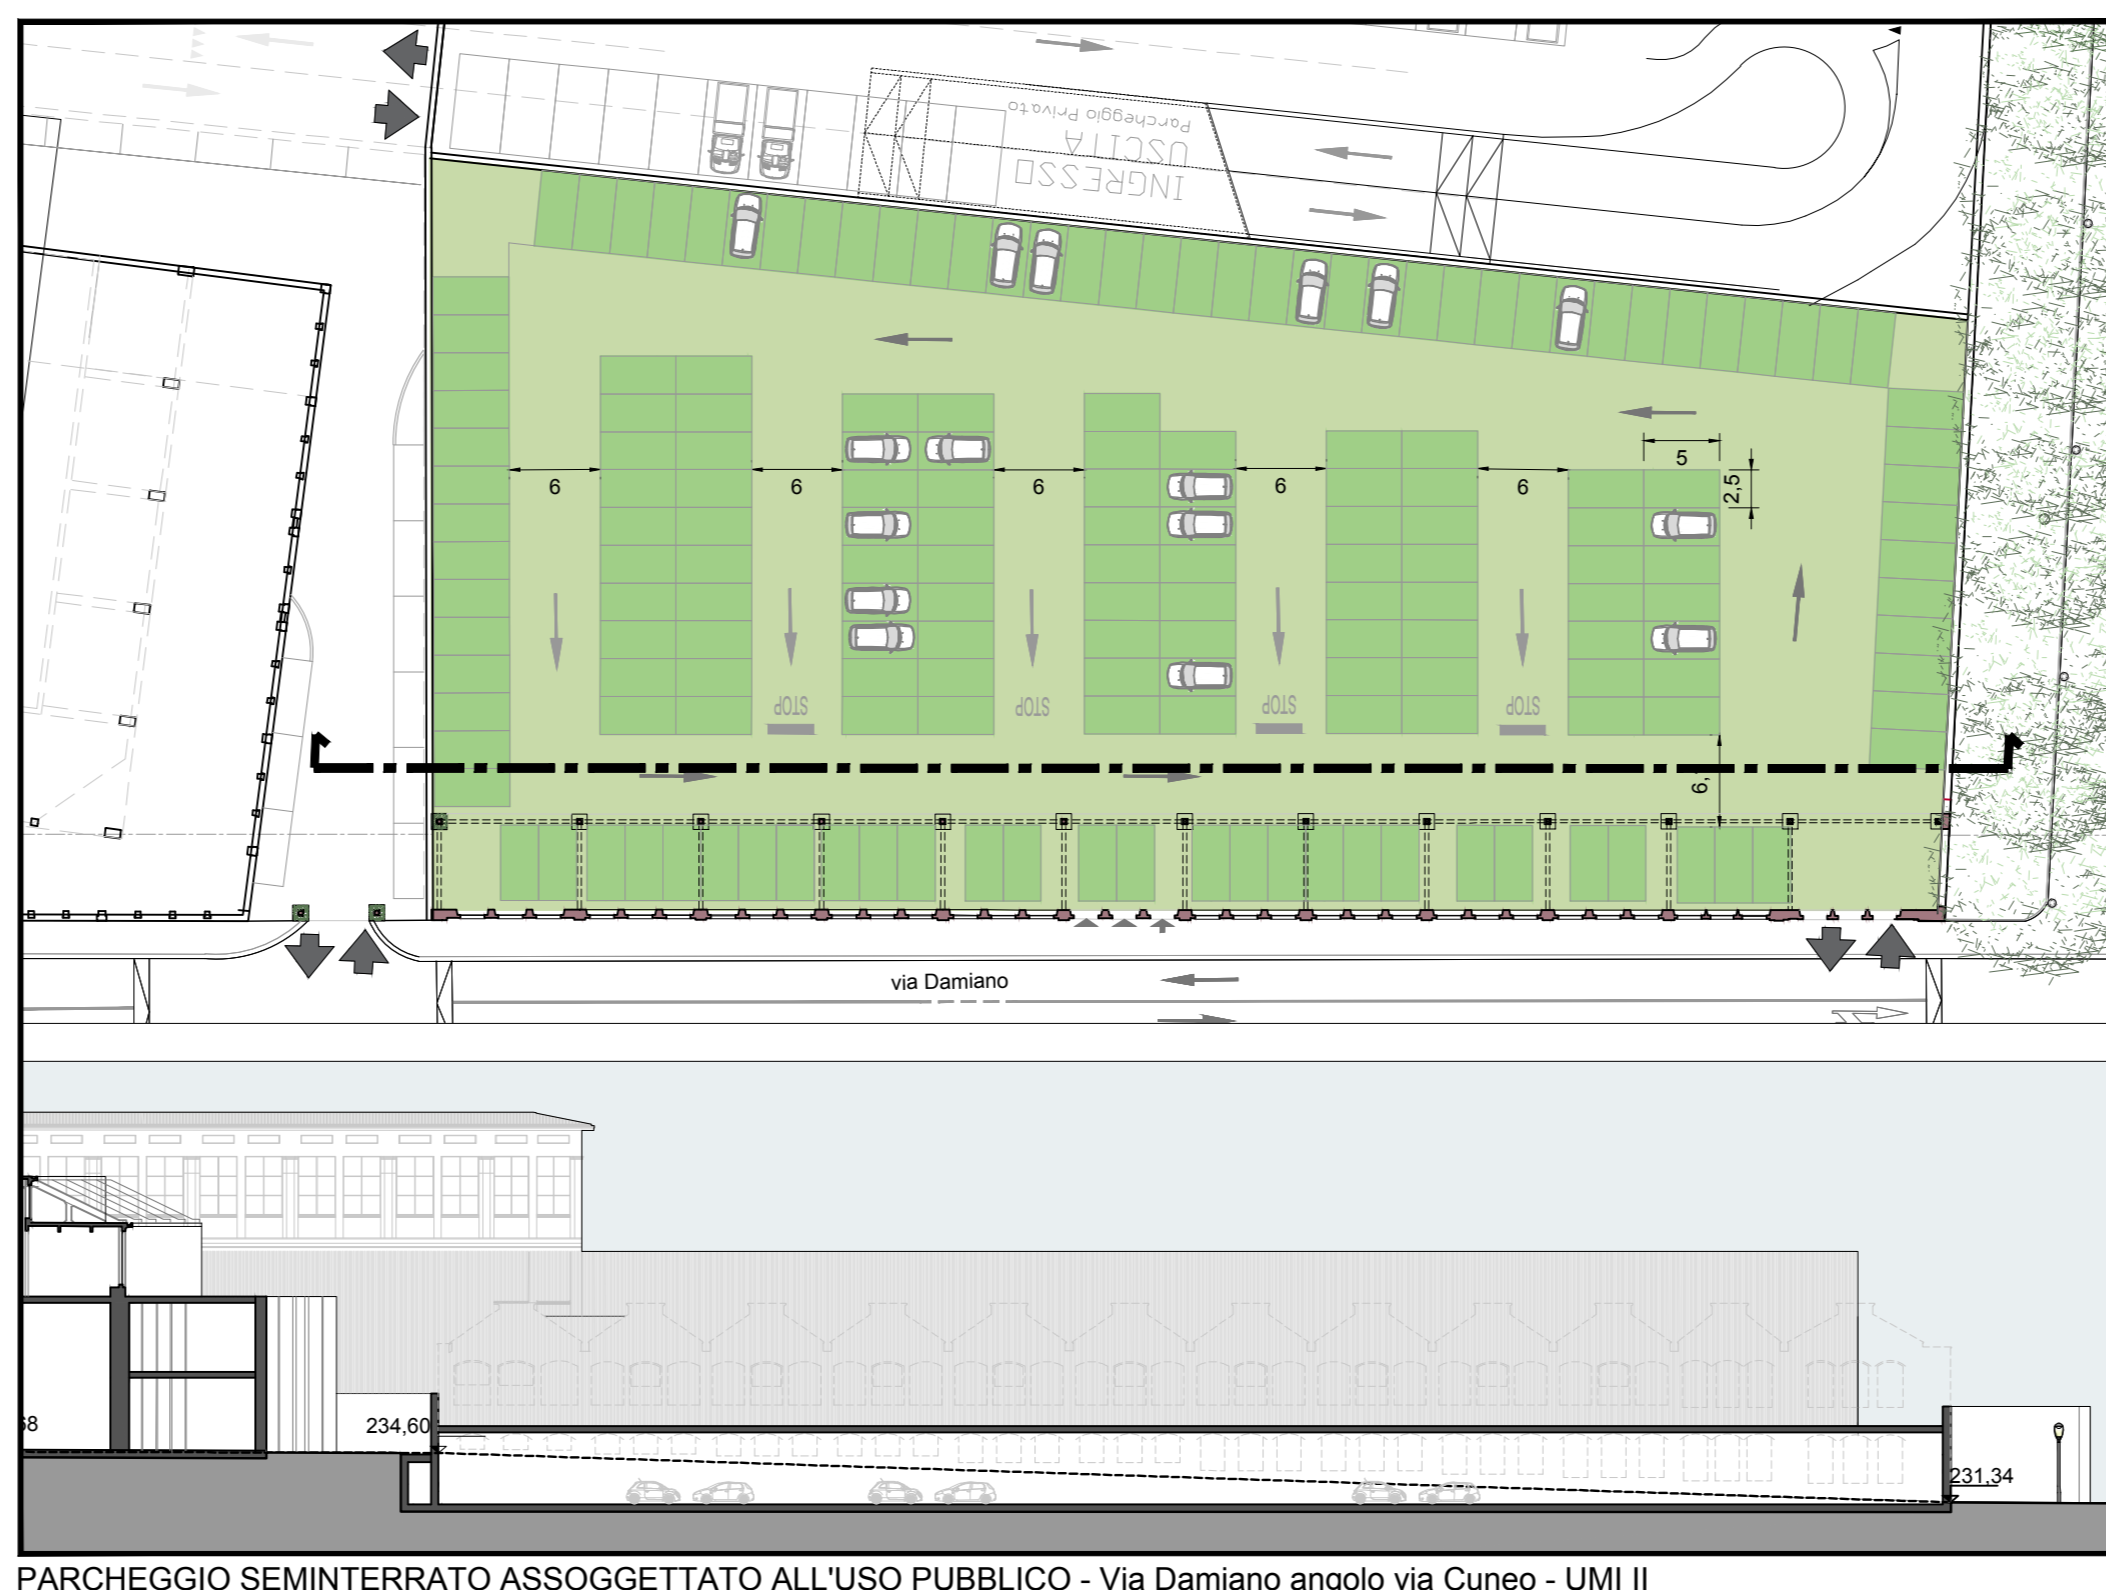 INGRESSO
USCITA
Parcheggio Privato
6
6
6
6
6
5
2,5
STOP
STOP
STOP
STOP
6,
via Damiano
68
234,60
231,34
PARCHEGGIO SEMINTERRATO ASSOGGETTATO ALL'USO PUBBLICO - Via Damiano angolo via Cuneo - UMI II